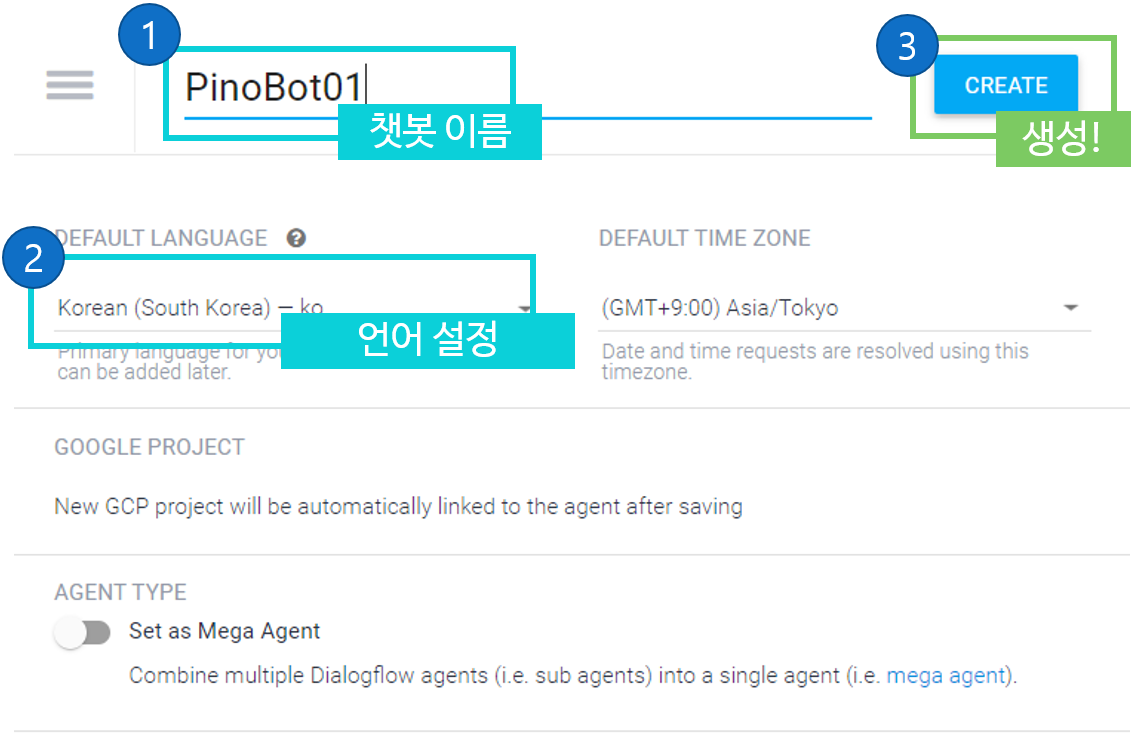 1
PinoBot01
챗봇 이름
3
CREATE
생성!
2
DEFAULT LANGUAGE ?
Korean (South Korea) — ko
언어 설정
Primary language for
can be added later.
DEFAULT TIME ZONE
(GMT+9:00) Asia/Tokyo
Date and time requests are resolved using this
timezone.
GOOGLE PROJECT
New GCP project will be automatically linked to the agent after saving
AGENT TYPE
Set as Mega Agent
Combine multiple Dialogflow agents (i.e. sub agents) into a single agent (i.e. mega agent).